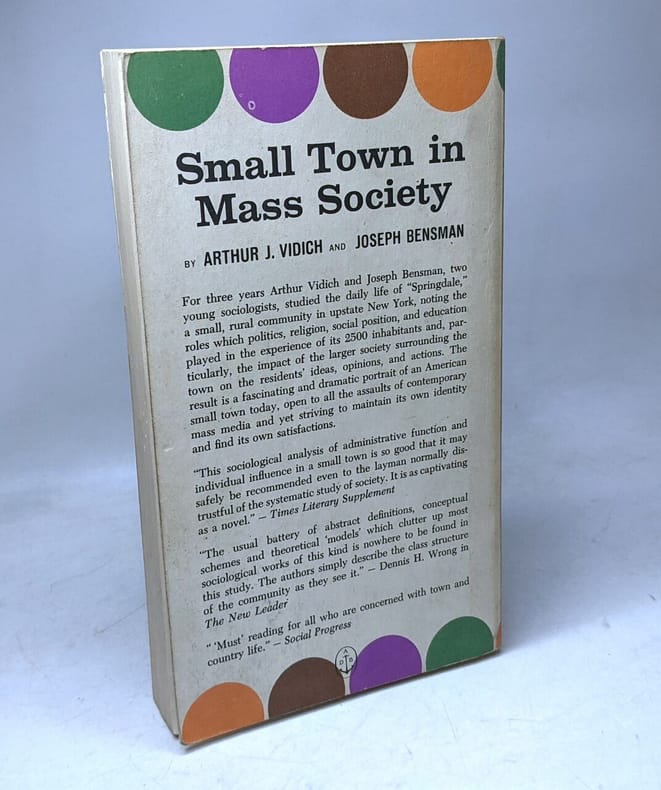 Small Town in
Mass Society
BY ARTHUR J. VIDICH AND JOSEPH BENSMAN
For three years Arthur Vidich and Joseph Bensman, two
young sociologists, studied the daily life of “Springdale,”
a small, rural community in upstate New York, noting the
roles which politics, religion, social position, and education
played in the experience of its 2500 inhabitants and, par-
ticularly, the impact of the larger society surrounding the
town on the residents’ ideas, opinions, and actions. The
result is a fascinating and dramatic portrait of an American
small town today, open to all the assaults of contemporary
mass media and yet striving to maintain its own identity
and find its own satisfactions.
“This sociological analysis of administrative function and
individual influence in a small town is so good that it may
safely be recommended even to the layman normally dis-
trustful of the systematic study of society. It is as captivating
as a novel.” — Times Literary Supplement
“The usual battery of abstract definitions, conceptual
schemes and theoretical ‘models’ which clutter up most
sociological works of this kind is nowhere to be found in
this study. The authors simply describe the class structure
of the community as they see it.” — Dennis H. Wrong in
The New Leader
“ ‘Must’ reading for all who are concerned with town and
country life.” — Social Progress
A
D B